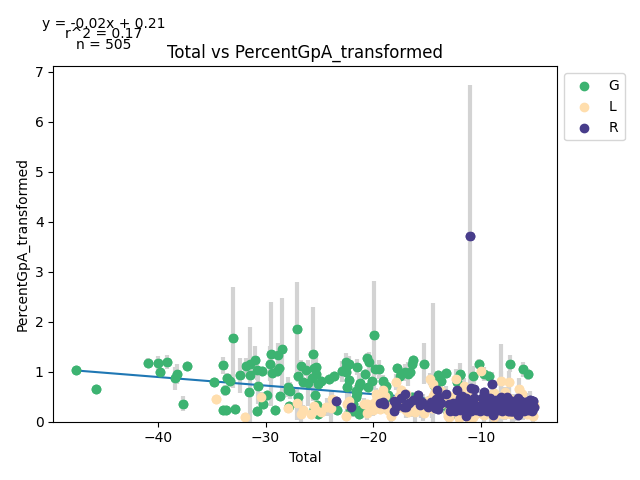 y = -0.02x + 0.21
r^2 = 0.17
n = 505
Total vs PercentGpA_transformed
7
6
5
4
3
2
1
0
PercentGpA_transformed
−40
−30
−20
−10
Total
G
L
R